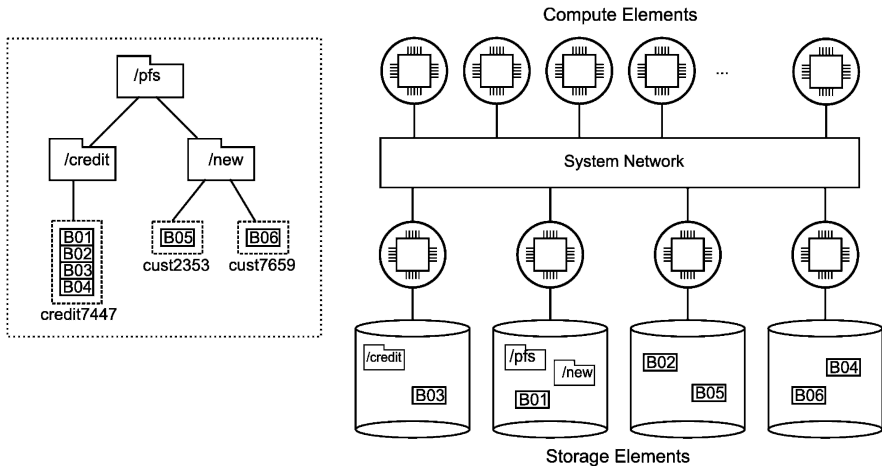 /pfs
/credit
/new
B01
B02
B03
B04
credit7447
B05
cust2353
B06
cust7659
Compute Elements
...
System Network
/credit
B03
/pfs
/new
B01
B02
B05
B04
B06
Storage Elements